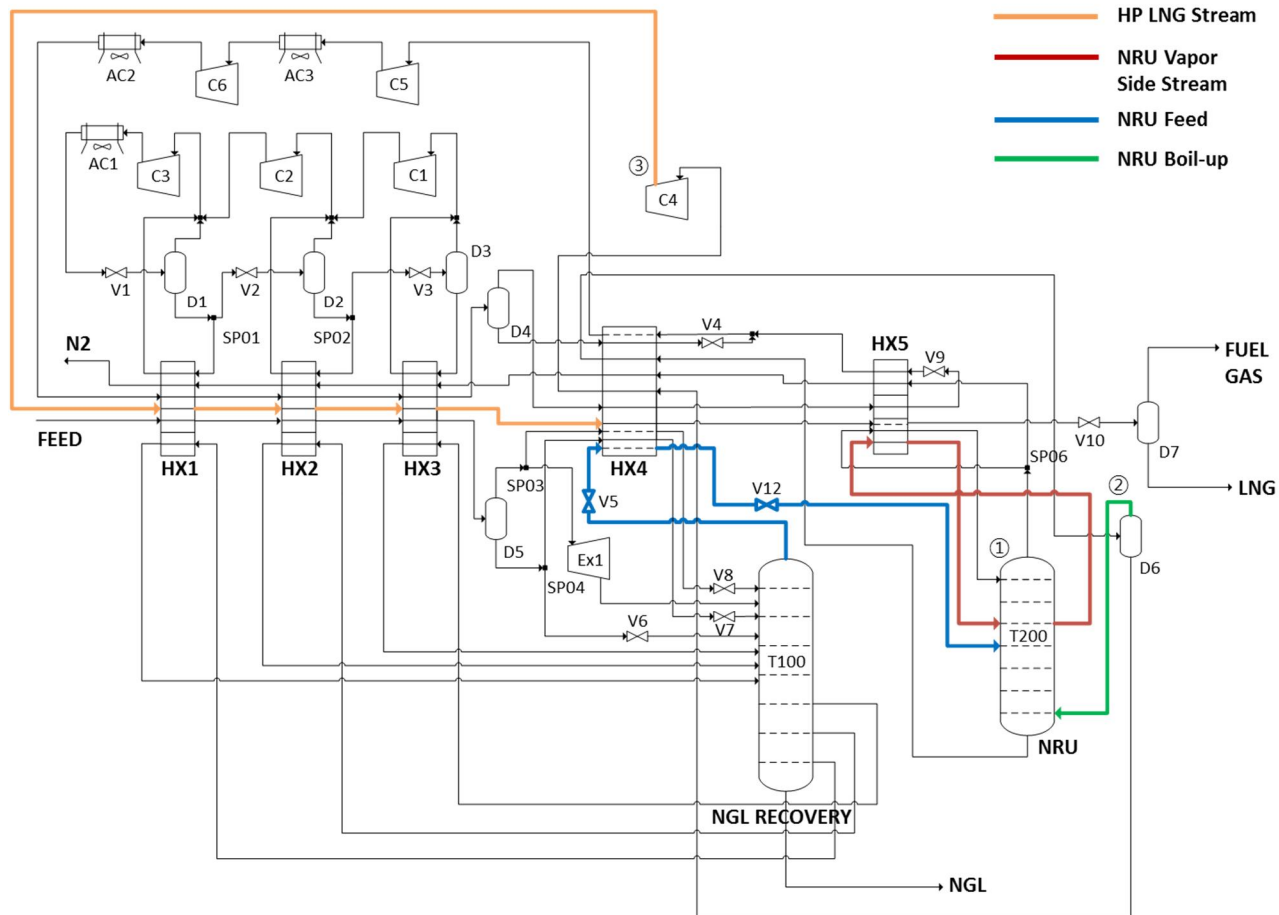 HP LNG Stream
NRU Vapor
Side Stream
NRU Feed
NRU Boil-up
AC2
C6
AC3
C5
AC1
C3
C2
C1
③
C4
V1
D1
V2
D2
V3
D3
SP01
SP02
D4
V4
HX5
V9
N2
FUEL
GAS
FEED
HX1
HX2
HX3
HX4
V10
D7
SP03
SP06
LNG
V5
V12
②
D5
Ex1
①
D6
SP04
V8
V6
V7
T100
T200
NRU
NGL RECOVERY
NGL